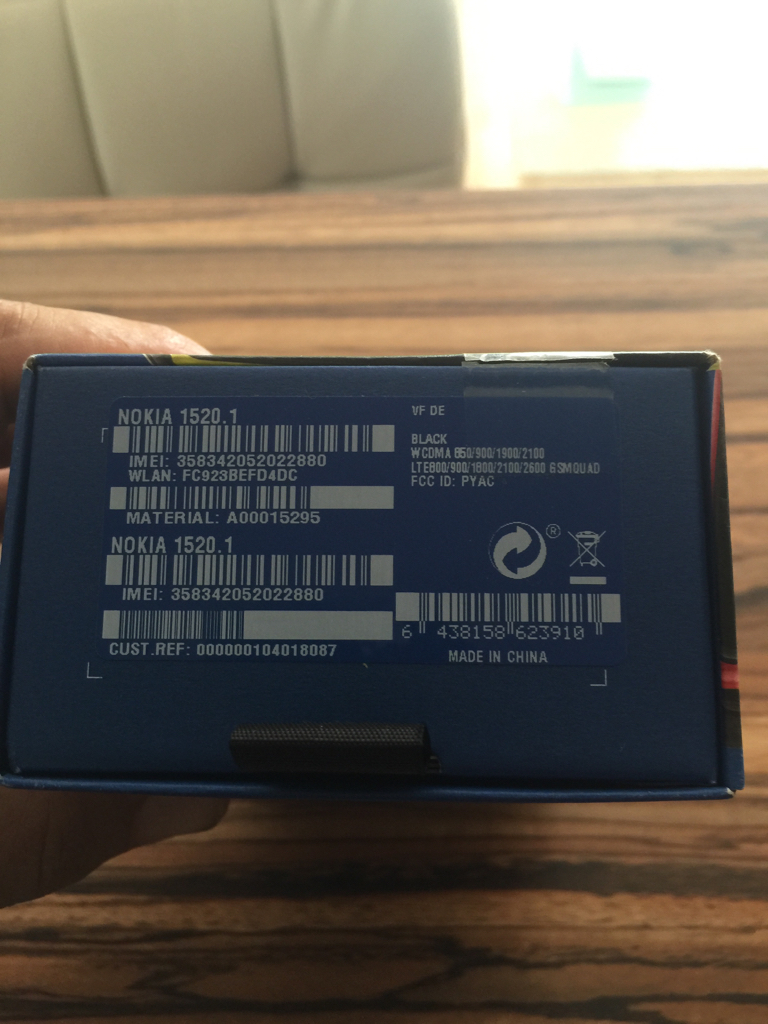 NOKIA 1520.1
IMEI: 358342052022880
WLAN: FC923BEFD4DC
MATERIAL: A00015295
NOKIA 1520.1
IMEI: 358342052022880
CUST.REF: 000000104018087
VF DE
BLACK
WCDMA 850/900/1900/2100
LTE800/900/1800/2100/2600 GSMQUAD
FCC ID: PYAC
®
6 438158 623910
MADE IN CHINA